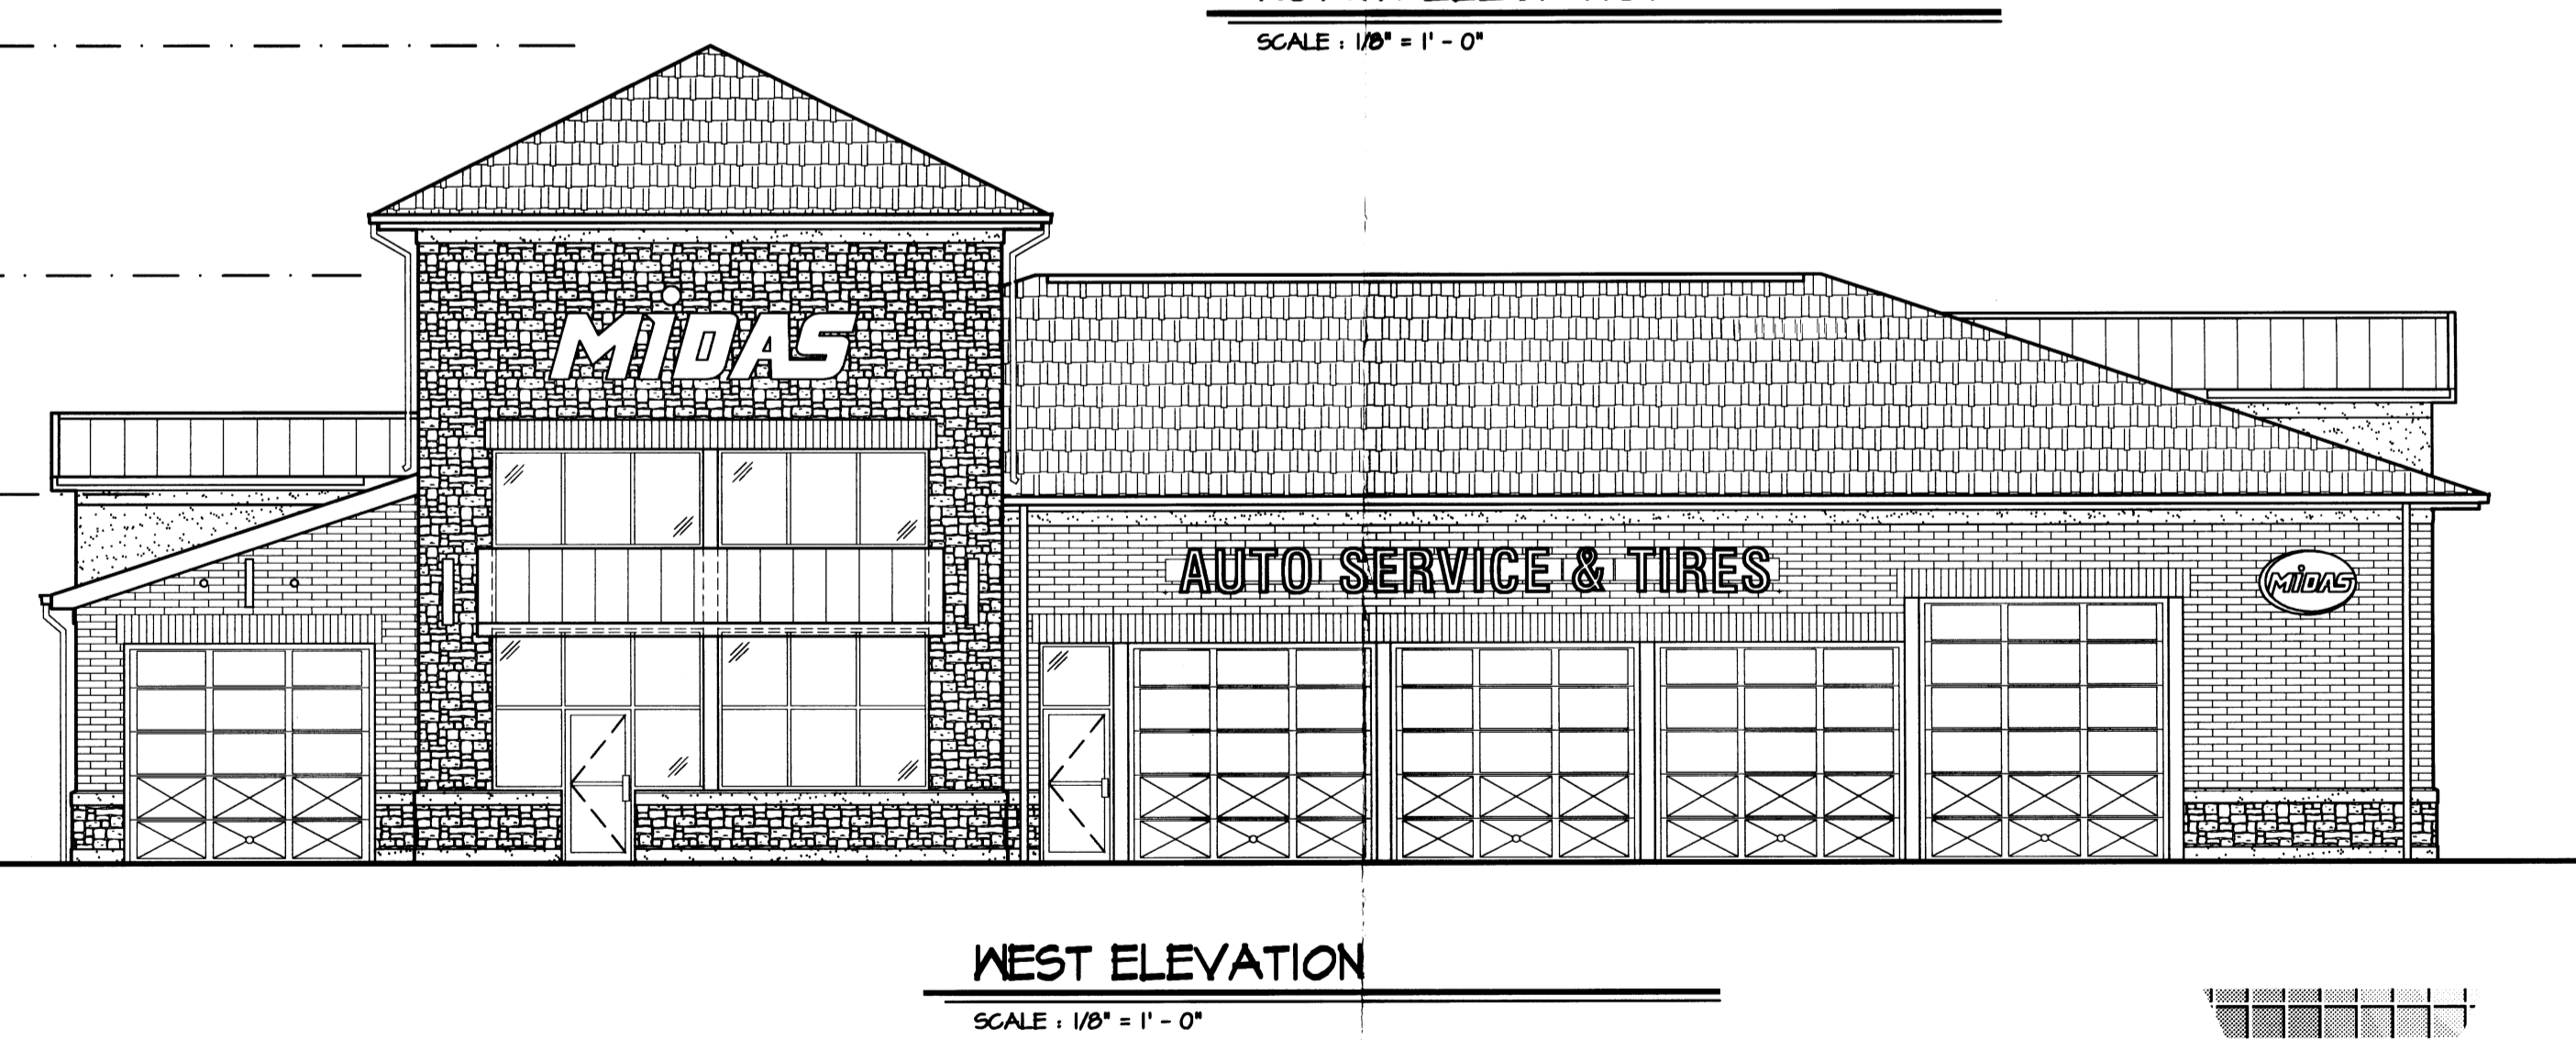 SCALE : 1/8" = 1' - 0"
MIDAS
AUTO SERVICE & TIRES
MIDAS
WEST ELEVATION
SCALE : 1/8" = 1' - 0"